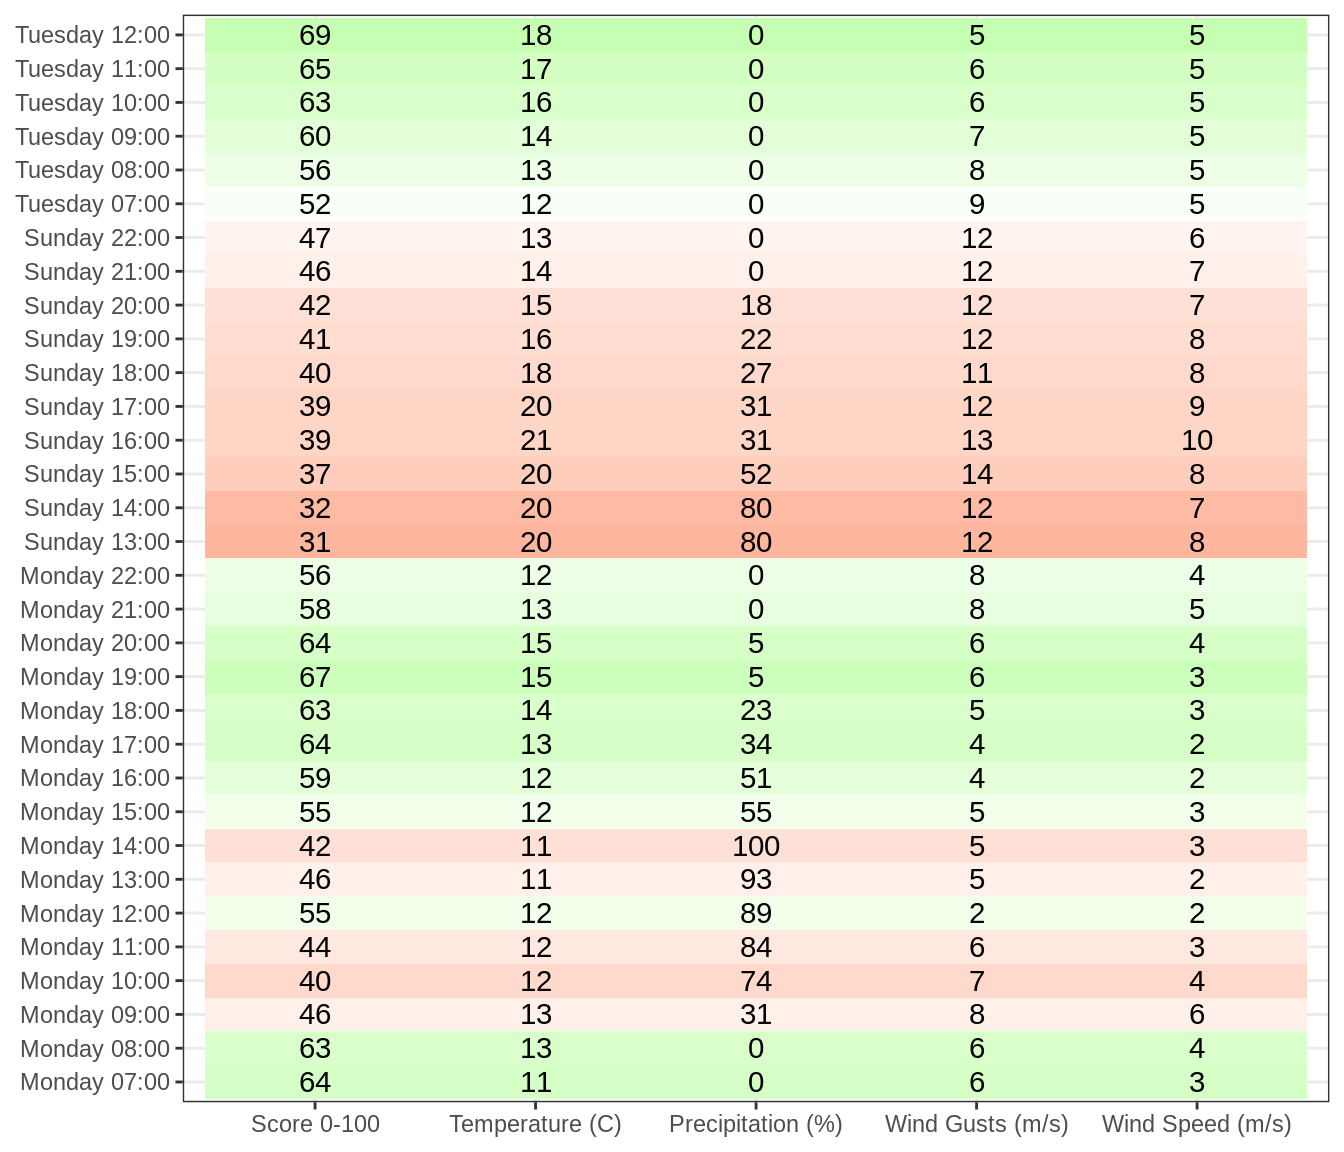 Tuesday 12:00 69 18 0 5 5
Tuesday 11:00 65 17 0 6 5
Tuesday 10:00 63 16 0 6 5
Tuesday 09:00 60 14 0 7 5
Tuesday 08:00 56 13 0 8 5
Tuesday 07:00 52 12 0 9 5
Sunday 22:00 47 13 0 12 6
Sunday 21:00 46 14 0 12 7
Sunday 20:00 42 15 18 12 7
Sunday 19:00 41 16 22 12 8
Sunday 18:00 40 18 27 11 8
Sunday 17:00 39 20 31 12 9
Sunday 16:00 39 21 31 13 10
Sunday 15:00 37 20 52 14 8
Sunday 14:00 32 20 80 12 7
Sunday 13:00 31 20 80 12 8
Monday 22:00 56 12 0 8 4
Monday 21:00 58 13 0 8 5
Monday 20:00 64 15 5 6 4
Monday 19:00 67 15 5 6 3
Monday 18:00 63 14 23 5 3
Monday 17:00 64 13 34 4 2
Monday 16:00 59 12 51 4 2
Monday 15:00 55 12 55 5 3
Monday 14:00 42 11 100 5 3
Monday 13:00 46 11 93 5 2
Monday 12:00 55 12 89 2 2
Monday 11:00 44 12 84 6 3
Monday 10:00 40 12 74 7 4
Monday 09:00 46 13 31 8 6
Monday 08:00 63 13 0 6 4
Monday 07:00 64 11 0 6 3
Score 0-100 Temperature (C) Precipitation (%) Wind Gusts (m/s) Wind Speed (m/s)